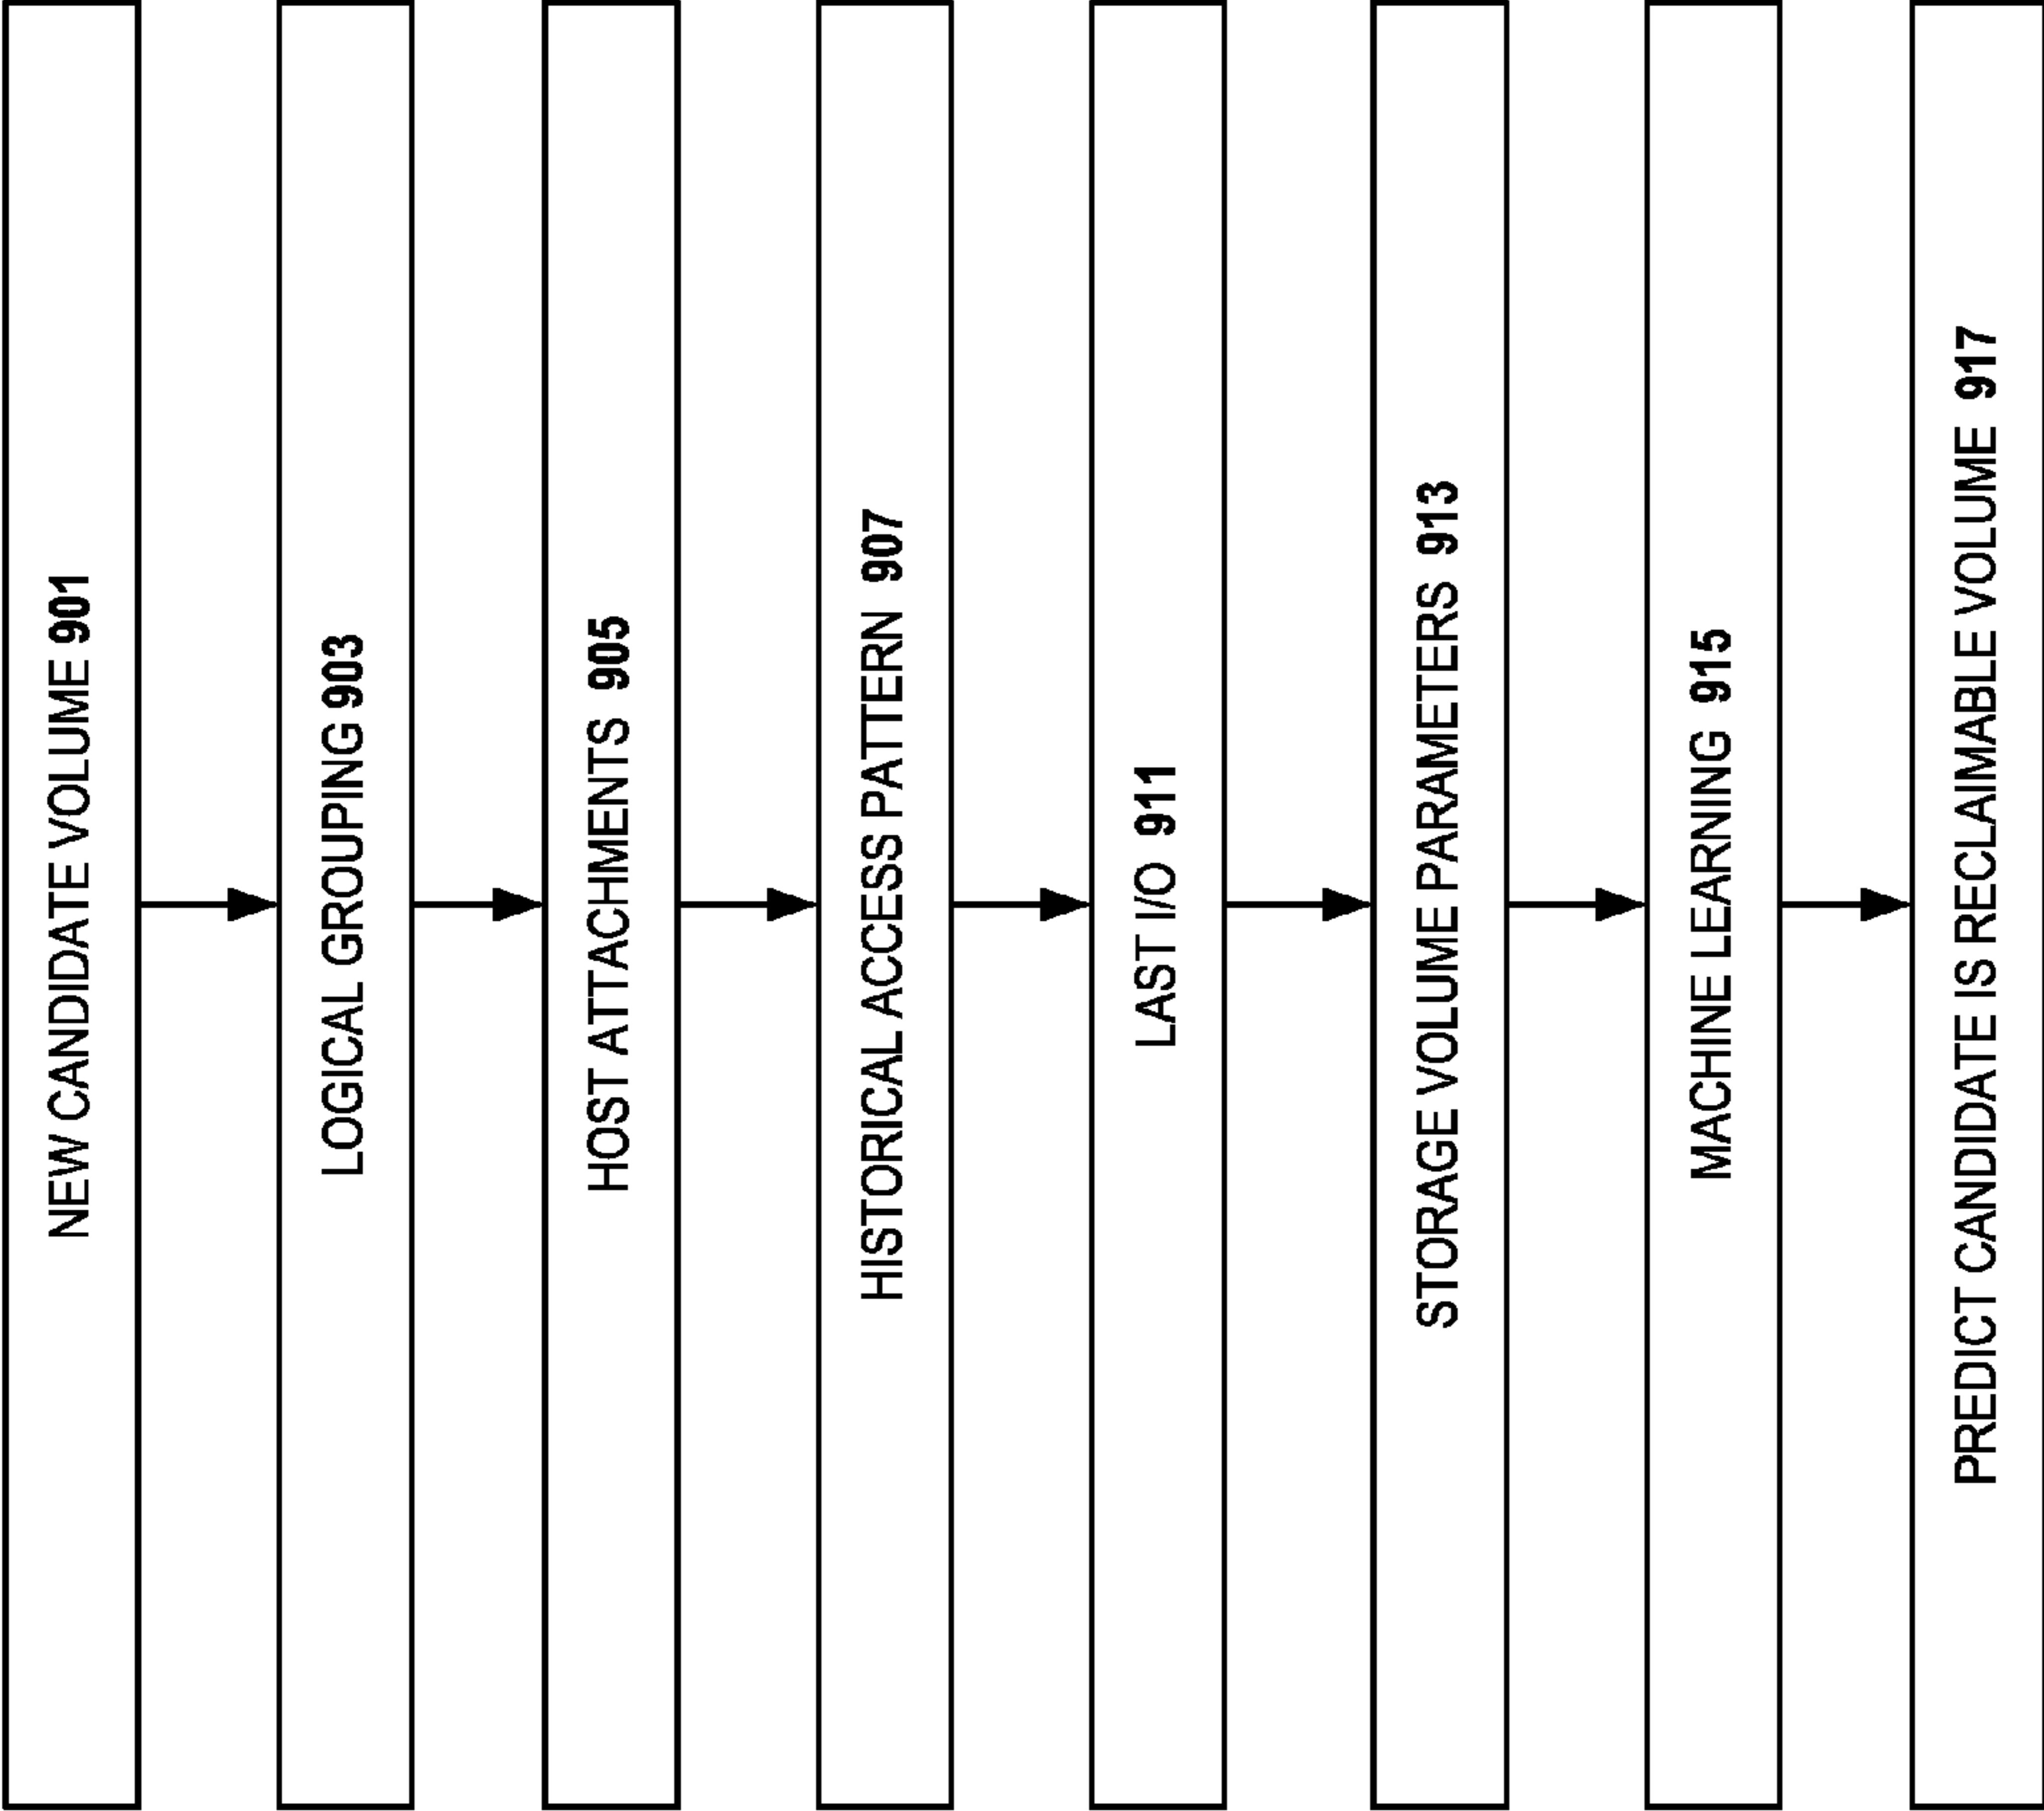 NEW CANDIDATE VOLUME 901
LOGICAL GROUPING 903
HOST ATTACHMENTS 905
HISTORICAL ACCESS PATTERN 907
LAST I/O 911
STORAGE VOLUME PARAMETERS 913
MACHINE LEARNING 915
PREDICT CANDIDATE IS RECLAIMABLE VOLUME 917